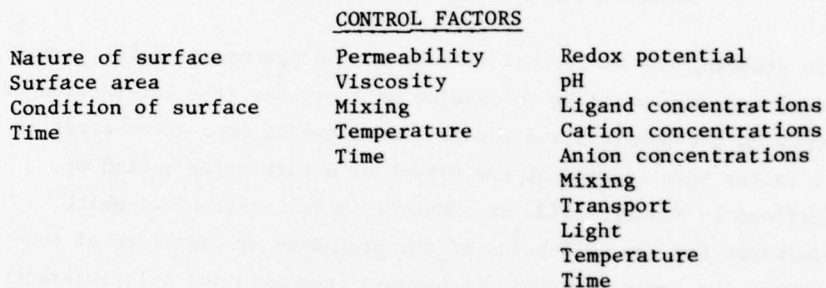 CONTROL FACTORS
Nature of surface Permeability Redox potential
Surface area Viscosity pH
Condition of surface Mixing Ligand concentrations
Time Temperature Cation concentrations
Time Anion concentrations
Mixing
Transport
Light
Temperature
Time